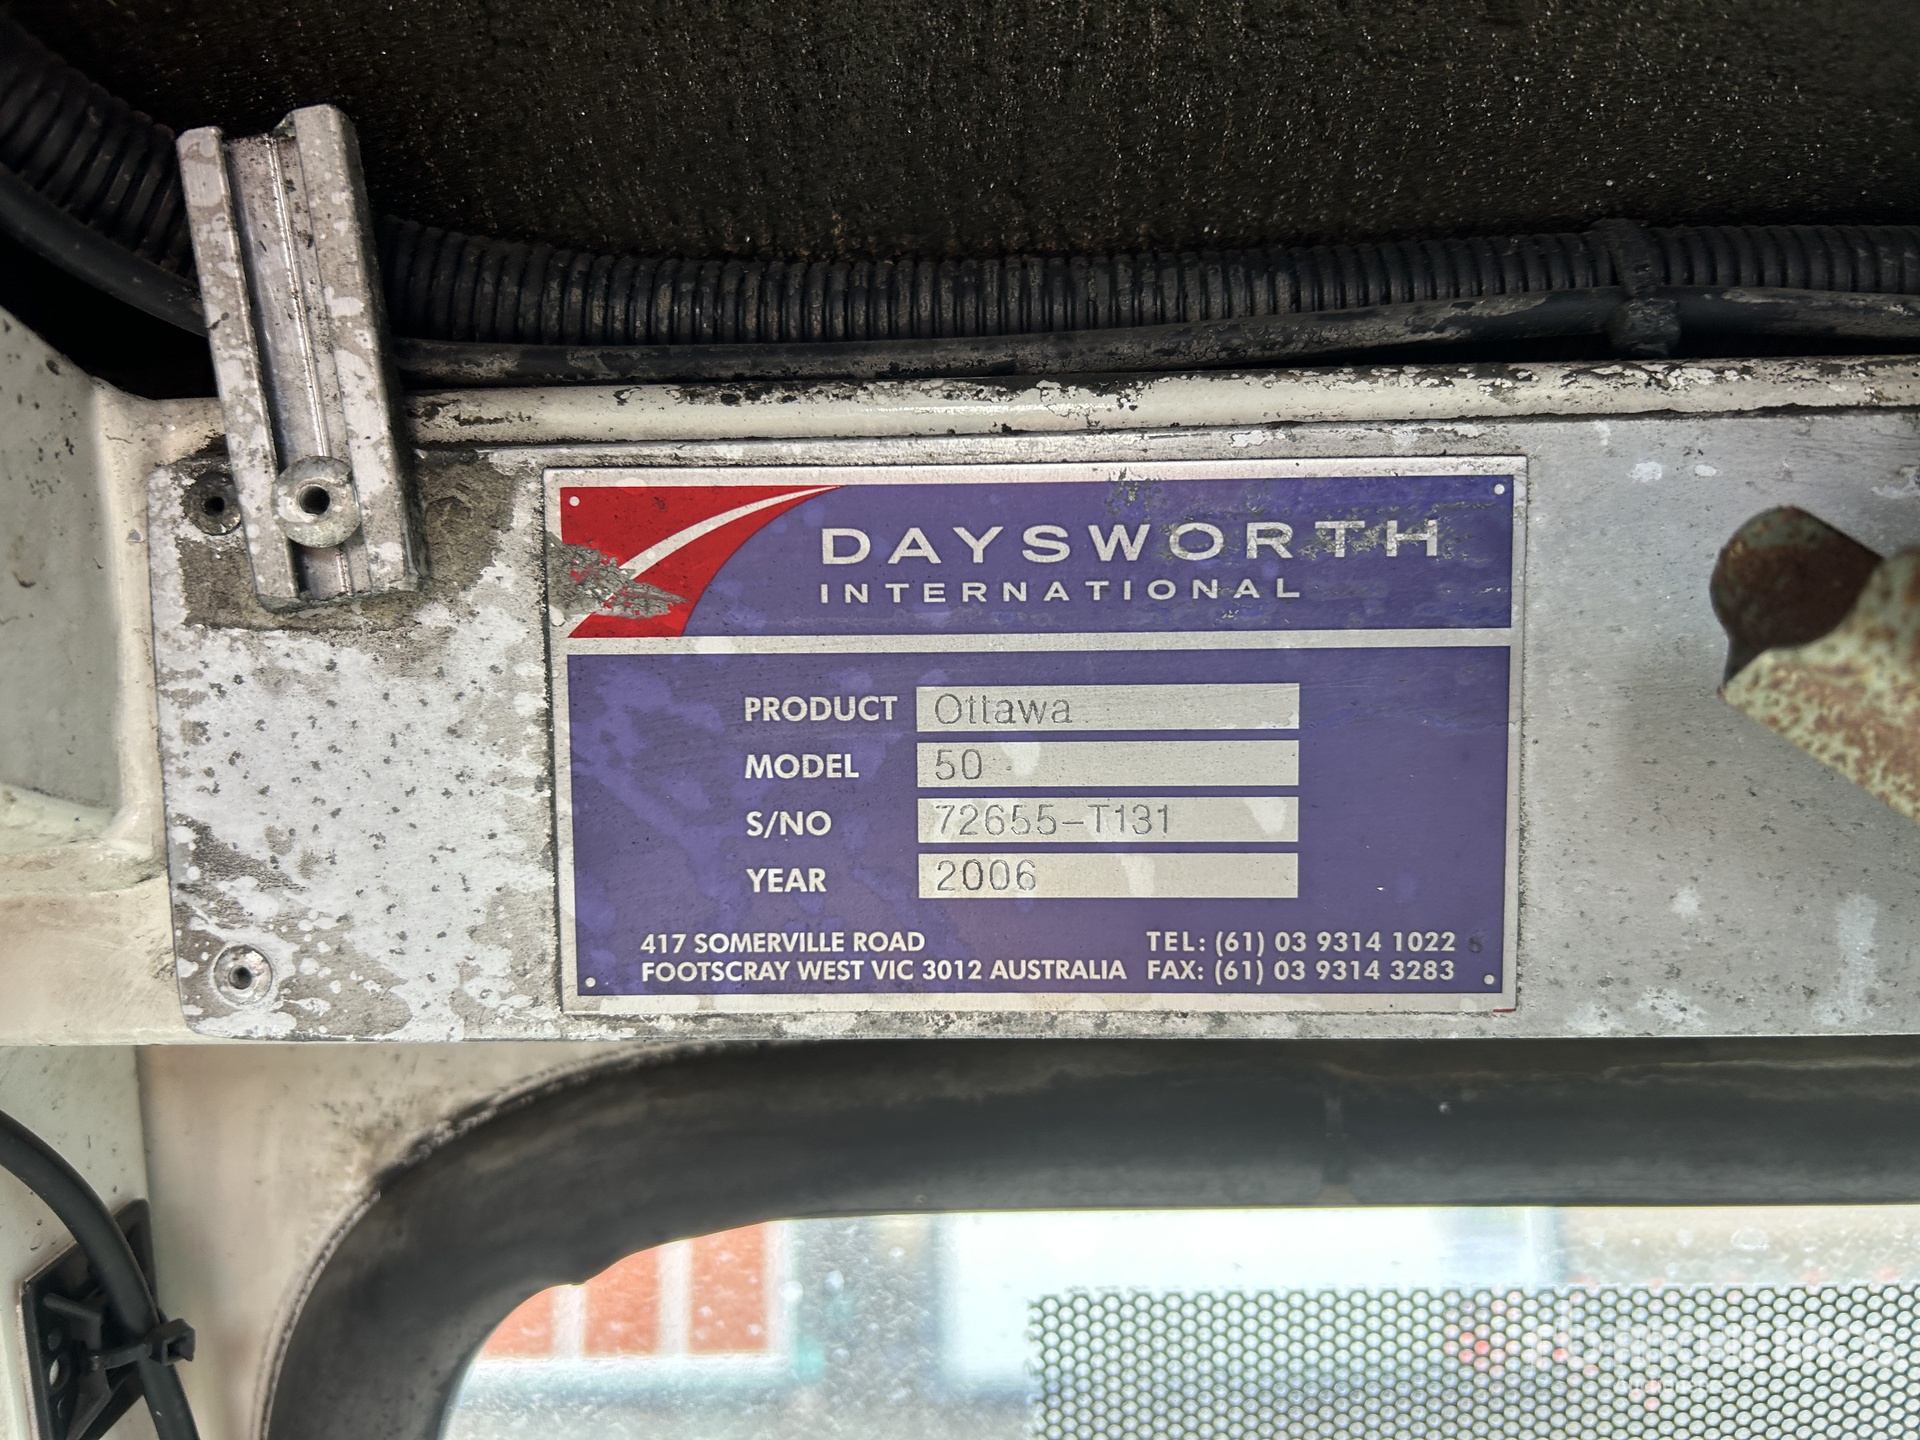 DAYSWORTH
INTERNATIONAL
PRODUCT Ottawa
MODEL 50
S/NO 72655-T131
YEAR 2006
417 SOMERVILLE ROAD TEL: (61) 03 9314 1022
FOOTSCRAY WEST VIC 3012 AUSTRALIA FAX: (61) 03 9314 3283